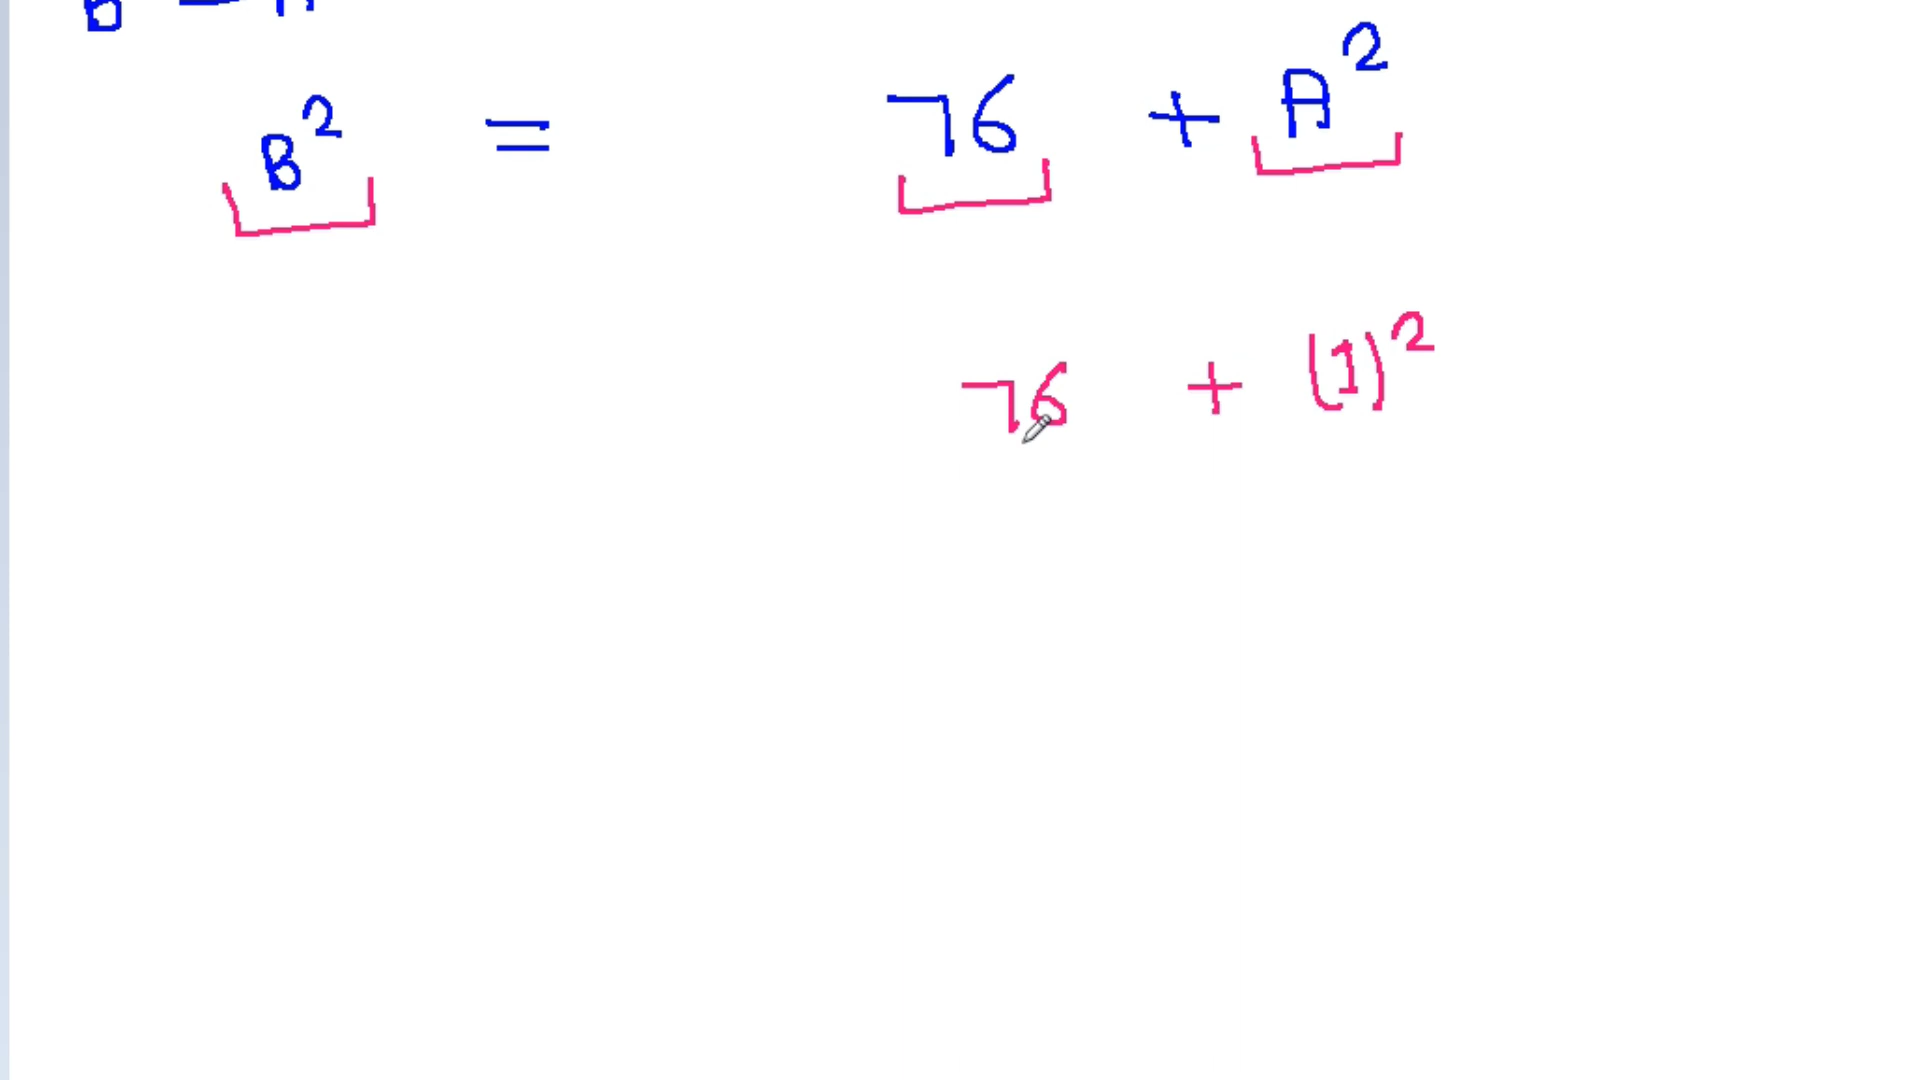 B² = 76 + A²
76 + (1)²